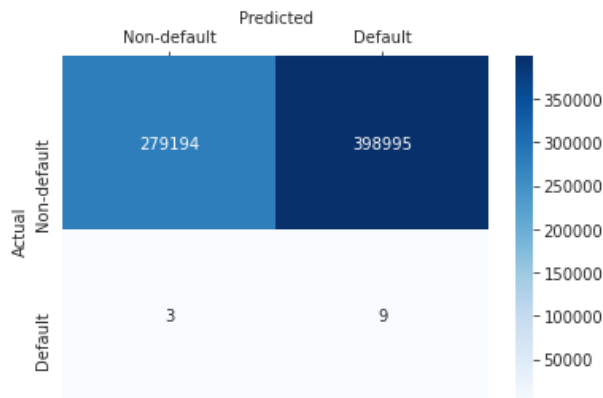 Predicted
Non-default Default
Actual
Non-default
Default
279194 398995
3 9
350000
300000
250000
200000
150000
100000
50000